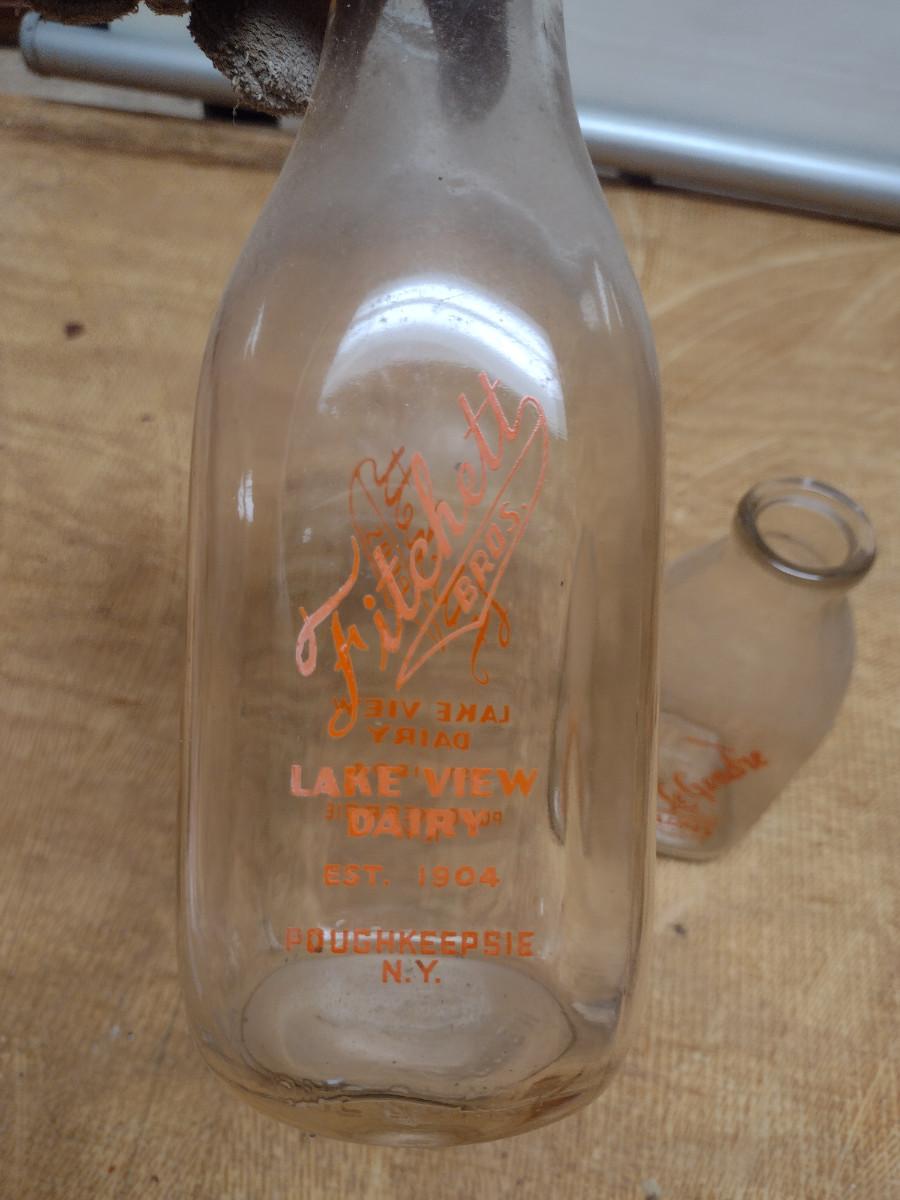 Fitchett
BROS.
LAKE VIEW
DAIRY
EST. 1904
POUGHKEEPSIE
N.Y.